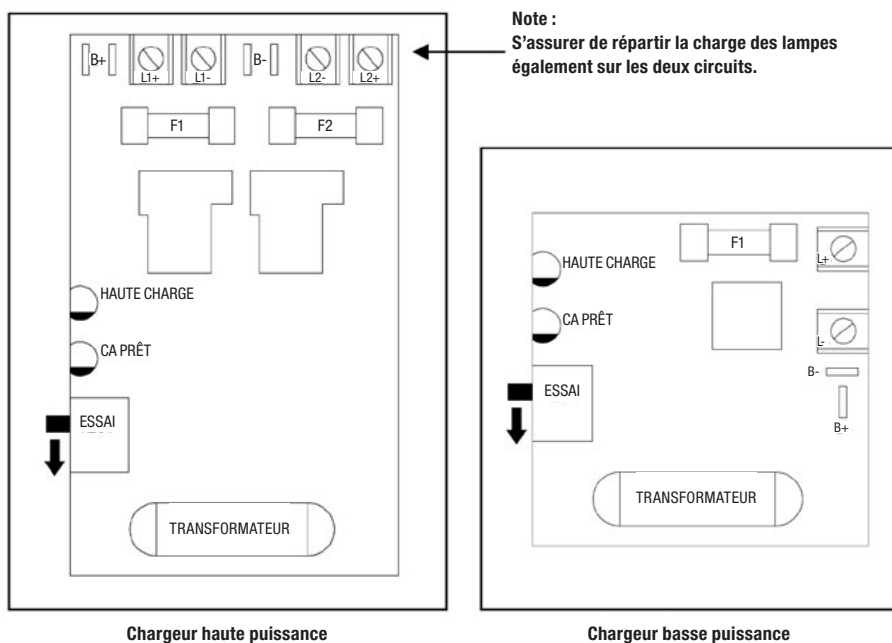 Note :
S'assurer de répartir la charge des lampes
également sur les deux circuits.
B+ L1+ L1- B- L2- L2+
F1 F2
HAUTE CHARGE
CA PRÊT
ESSAI
TRANSFORMATEUR
Chargeur haute puissance
F1
L+
HAUTE CHARGE
CA PRÊT
L-
B-
ESSAI
B+
TRANSFORMATEUR
Chargeur basse puissance